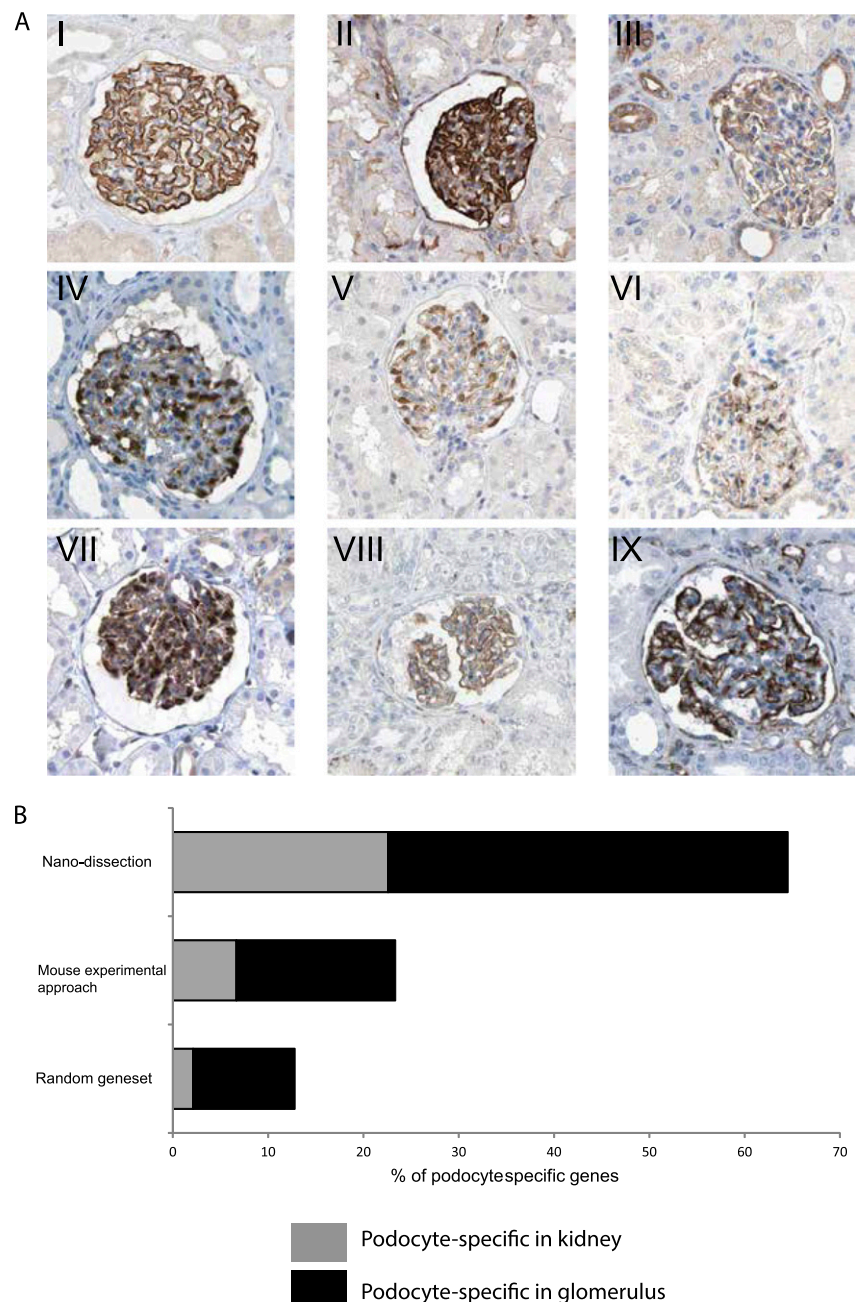 A
I
II
III
IV
V
VI
VII
VIII
IX
B
Nano-dissection
Mouse experimental
approach
Random geneset
0 10 20 30 40 50 60 70
% of podocytespecific genes
Podocyte-specific in kidney
Podocyte-specific in glomerulus